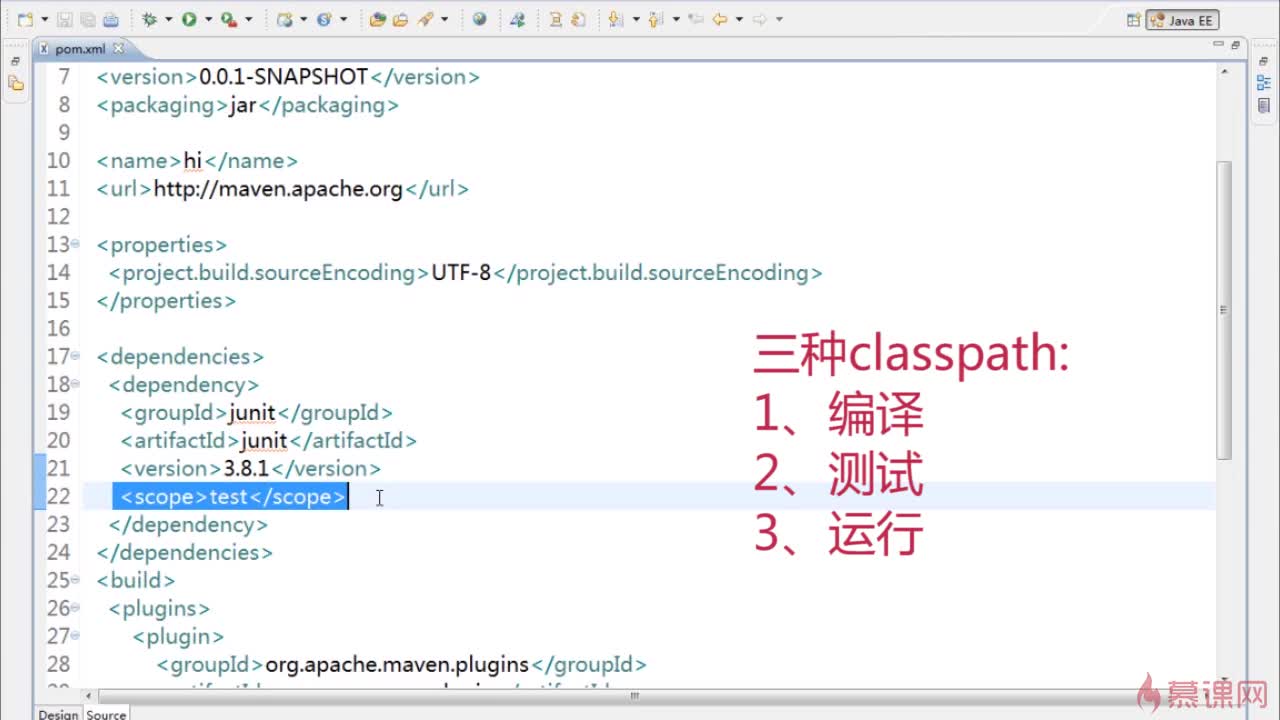 Java EE
pom.xml
7 <version>0.0.1-SNAPSHOT</version>
8 <packaging>jar</packaging>
9
10 <name>hi</name>
11 <url>http://maven.apache.org</url>
12
13 <properties>
14 <project.build.sourceEncoding>UTF-8</project.build.sourceEncoding>
15 </properties>
16
17 <dependencies>
18 <dependency>
19 <groupId>junit</groupId>
20 <artifactId>junit</artifactId>
21 <version>3.8.1</version>
22 <scope>test</scope>
23 </dependency>
24 </dependencies>
25 <build>
26 <plugins>
27 <plugin>
28 <groupId>org.apache.maven.plugins</groupId>
三种classpath:
1、编译
2、测试
3、运行
慕课网
Design Source